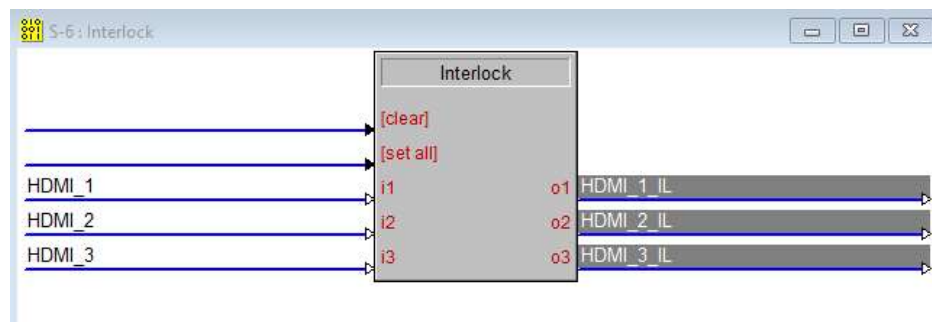 S-6 : Interlock
Interlock
[clear]
[set all]
HDMI_1 i1 o1 HDMI_1_IL
HDMI_2 i2 o2 HDMI_2_IL
HDMI_3 i3 o3 HDMI_3_IL